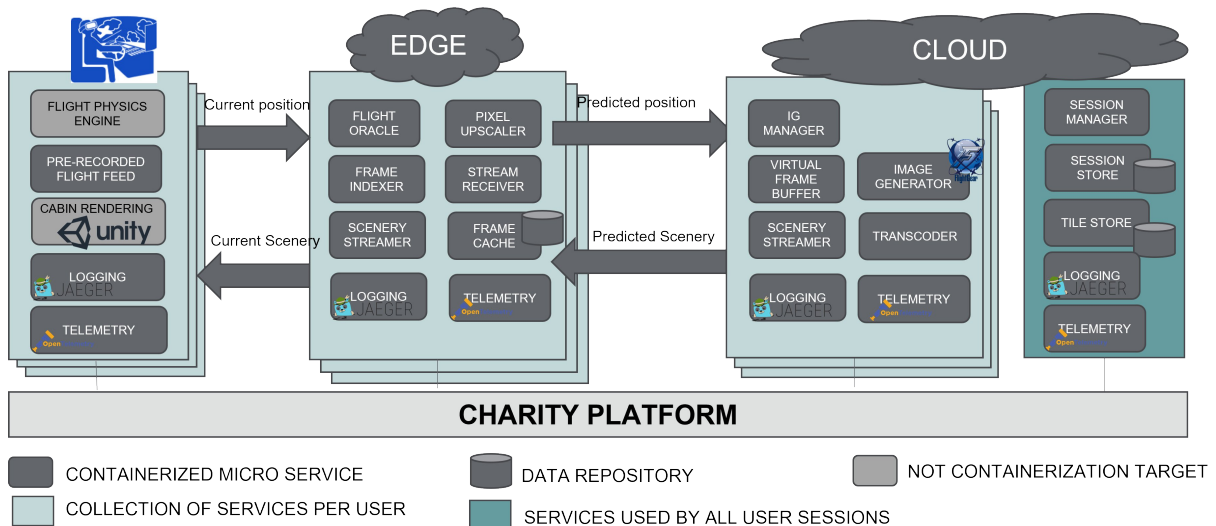 EDGE
CLOUD
FLIGHT PHYSICS
ENGINE
PRE-RECORDED
FLIGHT FEED
CABIN RENDERING
unity
LOGGING
JAEGER
TELEMETRY
Open
Current position
Current Scenery
FLIGHT
ORACLE
PIXEL
UPSCALER
FRAME
INDEXER
STREAM
RECEIVER
SCENERY
STREAMER
FRAME
CACHE
LOGGING
JAEGER
TELEMETRY
Open
Predicted position
Predicted Scenery
IG
MANAGER
VIRTUAL
FRAME
BUFFER
IMAGE
GENERATOR
SCENERY
STREAMER
TRANSCODER
LOGGING
JAEGER
TELEMETRY
Open
SESSION
MANAGER
SESSION
STORE
TILE STORE
LOGGING
JAEGER
TELEMETRY
Open
CHARITY PLATFORM
CONTAINERIZED MICRO SERVICE
DATA REPOSITORY
NOT CONTAINERIZATION TARGET
COLLECTION OF SERVICES PER USER
SERVICES USED BY ALL USER SESSIONS